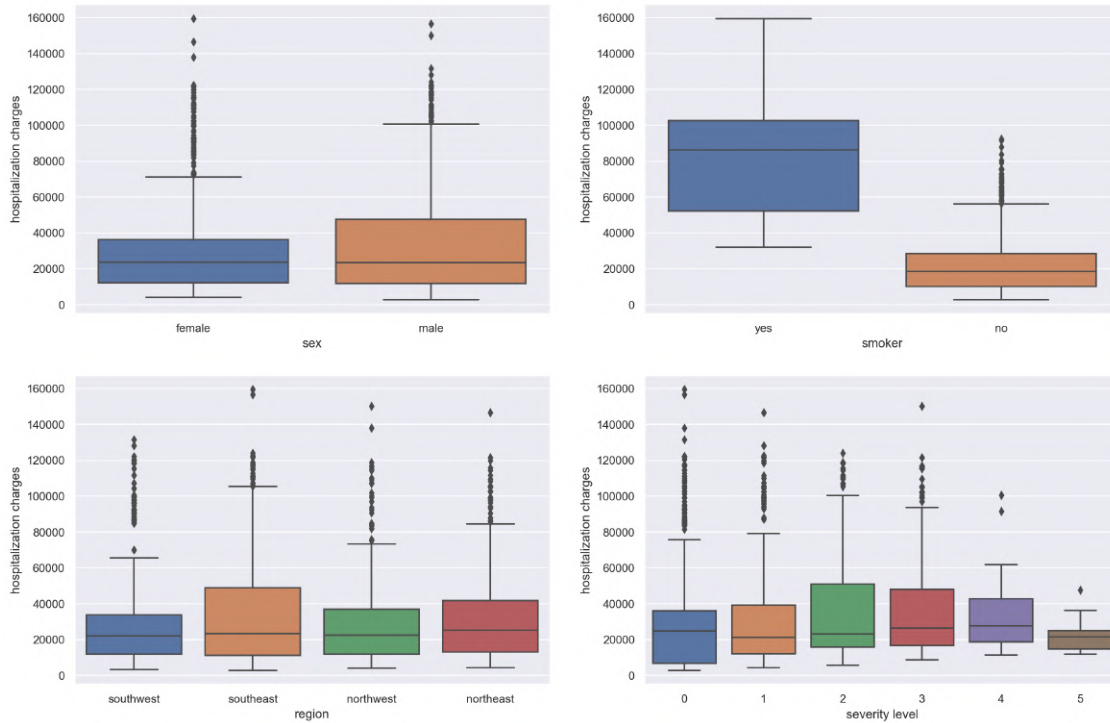 160000
140000
120000
100000
80000
60000
40000
20000
0
hospitalization charges
female
male
sex
160000
140000
120000
100000
80000
60000
40000
20000
0
hospitalization charges
yes
no
smoker
160000
140000
120000
100000
80000
60000
40000
20000
0
hospitalization charges
southwest
southeast
northwest
northeast
region
160000
140000
120000
100000
80000
60000
40000
20000
0
hospitalization charges
0
1
2
3
4
5
severity level